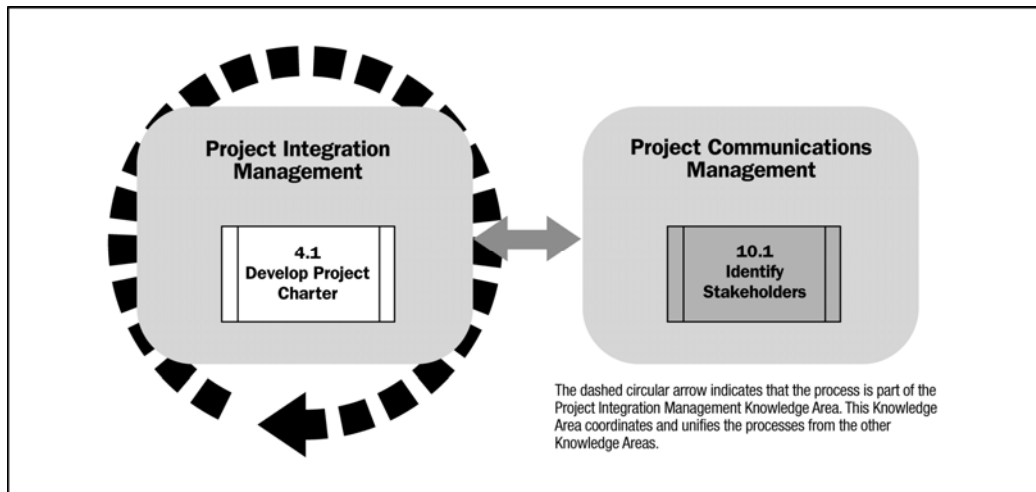 Project Integration
Management
4.1
Develop Project
Charter
Project Communications
Management
10.1
Identify
Stakeholders
The dashed circular arrow indicates that the process is part of the
Project Integration Management Knowledge Area. This Knowledge
Area coordinates and unifies the processes from the other
Knowledge Areas.